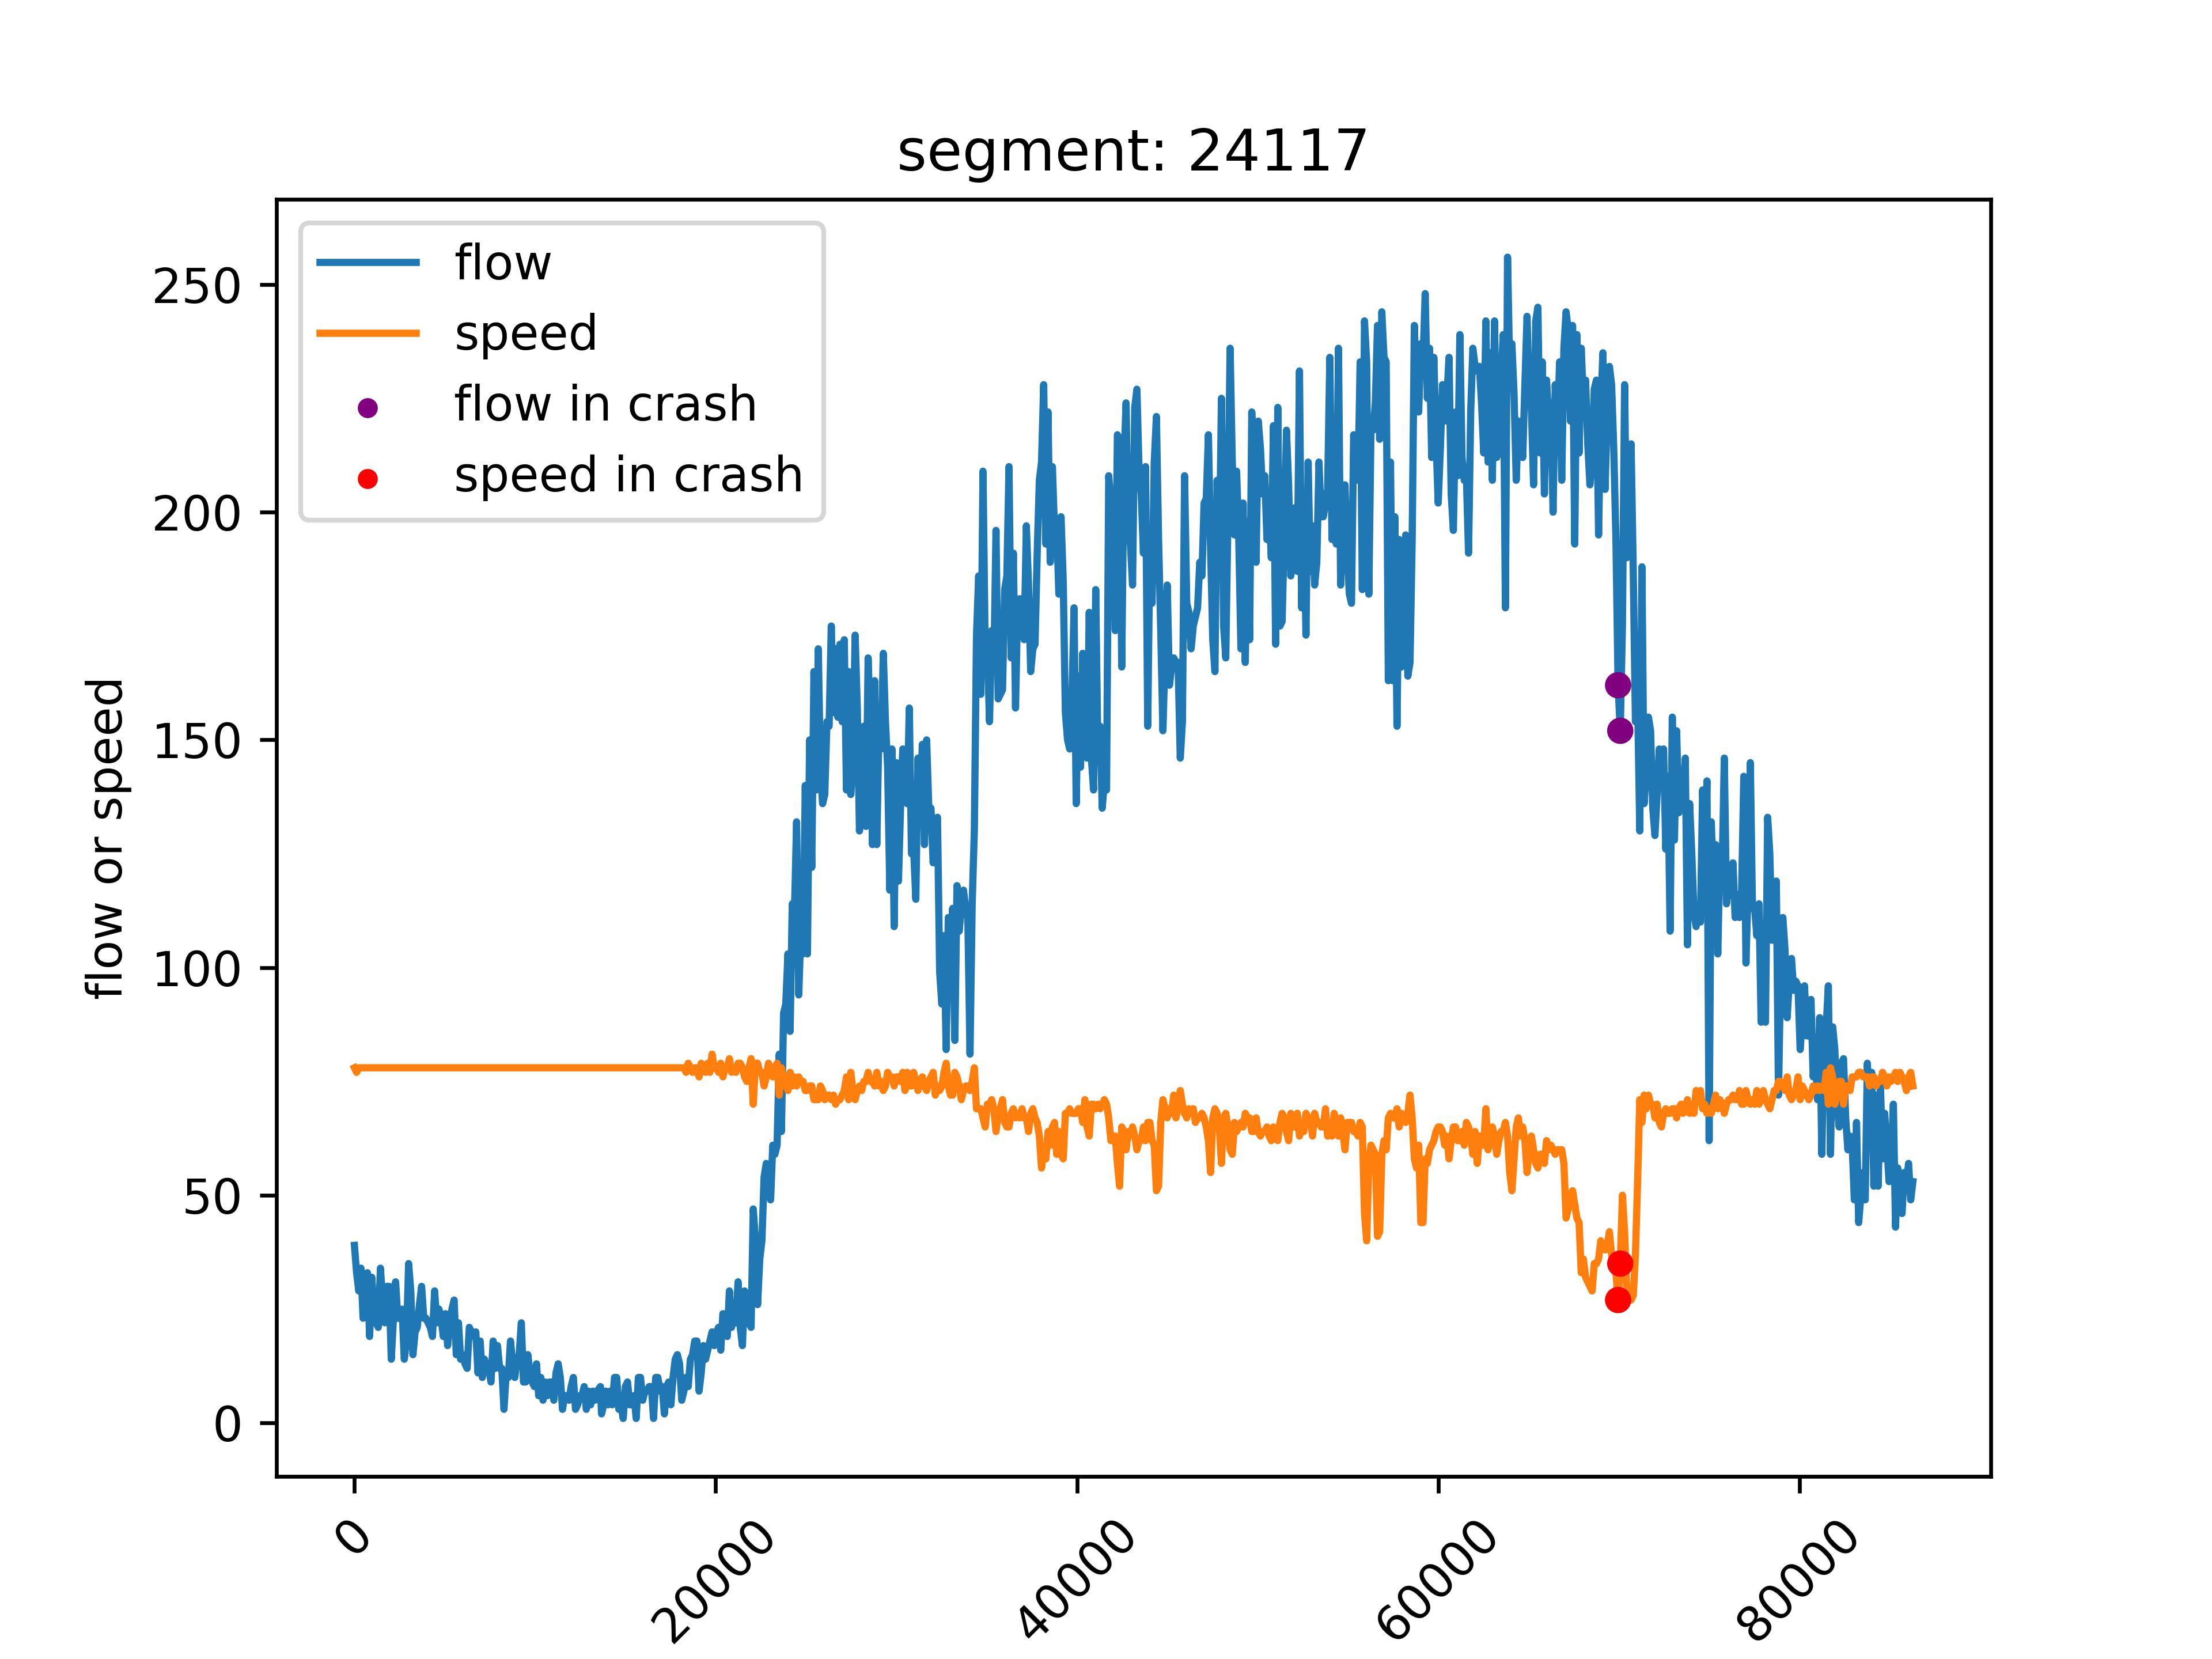 segment: 24117
flow
speed
flow in crash
speed in crash
flow or speed
250
200
150
100
50
0
0
20000
40000
60000
80000